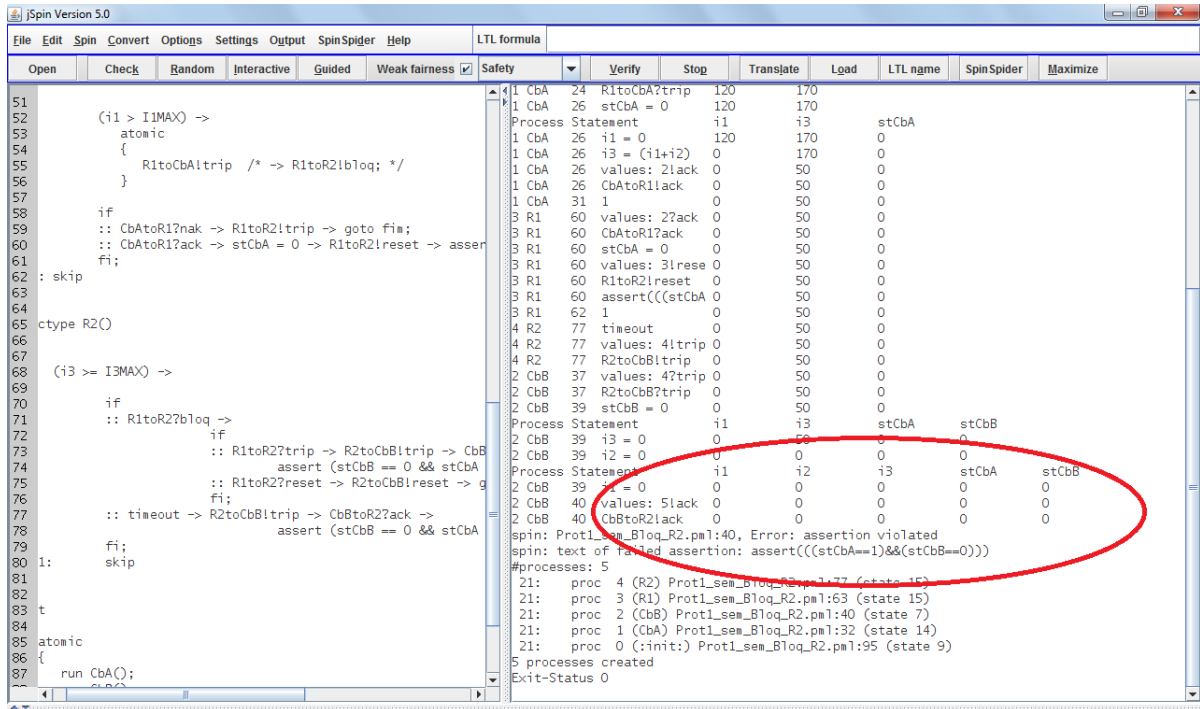 jSpin Version 5.0
File Edit Spin Convert Options Settings Output SpinSpider Help LTL formula
Open Check Random Interactive Guided Weak fairness Safety Verify Stop Translate Load LTL name SpinSpider Maximize
51
52 (i1 > I1MAX) ->
53 atomic
54 {
55 R1toCbA!trip /* -> R1toR2!bloq; */
56 }
57
58 if
59 :: CbAtoR1?nak -> R1toR2!trip -> goto fim;
60 :: CbAtoR1?ack -> stCbA = 0 -> R1toR2!reset -> asser
61 fi;
62 : skip
63
64
65 ctype R2()
66
67
68 (i3 >= I3MAX) ->
69
70 if
71 :: R1toR2?bloq ->
72 if
73 :: R1toR2?trip -> R2toCbB!trip -> CbB
74 assert (stCbB == 0 && stCbA
75 :: R1toR2?reset -> R2toCbB!reset -> g
76 fi;
77 :: timeout -> R2toCbB!trip -> CbBtoR2?ack ->
78 assert (stCbB == 0 && stCbA
79 fi;
80 1: skip
81
82
83 t
84
85 atomic
86 {
87 run CbA();
1 CbA 24 R1toCbA?trip 120 170
1 CbA 26 stCbA = 0 120 170
Process Statement i1 i3 stCbA
1 CbA 26 i1 = 0 120 170 0
1 CbA 26 i3 = (i1+i2) 0 170 0
1 CbA 26 values: 2!ack 0 50 0
1 CbA 26 CbAtoR1!ack 0 50 0
1 CbA 31 1 0 50 0
3 R1 60 values: 2?ack 0 50 0
3 R1 60 CbAtoR1?ack 0 50 0
3 R1 60 stCbA = 0 0 50 0
3 R1 60 values: 3!rese 0 50 0
3 R1 60 R1toR2!reset 0 50 0
3 R1 60 assert(((stCbA 0 50 0
3 R1 62 1 0 50 0
4 R2 77 timeout 0 50 0
4 R2 77 values: 4!trip 0 50 0
4 R2 77 R2toCbB!trip 0 50 0
2 CbB 37 values: 4?trip 0 50 0
2 CbB 37 R2toCbB?trip 0 50 0
2 CbB 39 stCbB = 0 0 50 0
Process Statement i1 i3 stCbA stCbB
2 CbB 39 i3 = 0 0 50 0 0
2 CbB 39 i2 = 0 0 0 0 0
Process Statement i1 i2 i3 stCbA stCbB
2 CbB 39 i1 = 0 0 0 0 0 0
2 CbB 40 values: 5!ack 0 0 0 0 0
2 CbB 40 CbBtoR2!ack 0 0 0 0 0
spin: Prot1_sem_Bloq_R2.pml:40, Error: assertion violated
spin: text of failed assertion: assert(((stCbA==1)&&(stCbB==0)))
#processes: 5
21: proc 4 (R2) Prot1_sem_Bloq_R2.pml:77 (state 15)
21: proc 3 (R1) Prot1_sem_Bloq_R2.pml:63 (state 15)
21: proc 2 (CbB) Prot1_sem_Bloq_R2.pml:40 (state 7)
21: proc 1 (CbA) Prot1_sem_Bloq_R2.pml:32 (state 14)
21: proc 0 (:init:) Prot1_sem_Bloq_R2.pml:95 (state 9)
5 processes created
Exit-Status 0